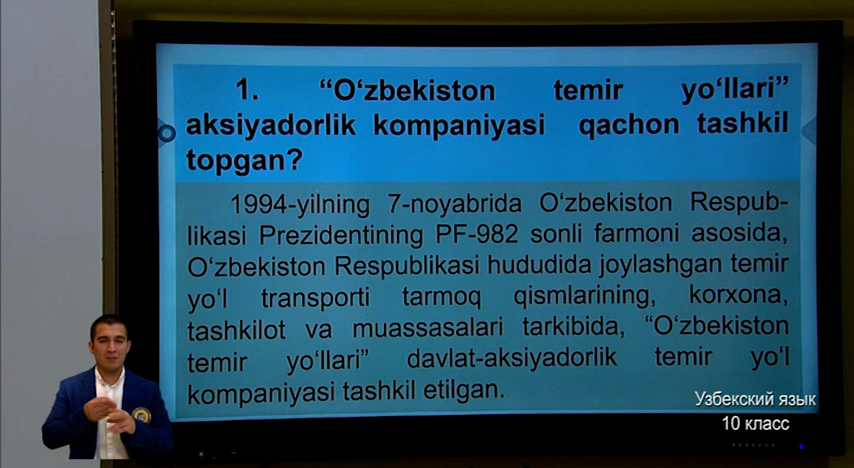 1. “O‘zbekiston temir yo‘llari”
aksiyadorlik kompaniyasi qachon tashkil
topgan?
1994-yilning 7-noyabrida O‘zbekiston Respub-
likasi Prezidentining PF-982 sonli farmoni asosida,
O‘zbekiston Respublikasi hududida joylashgan temir
yo‘l transporti tarmoq qismlarining, korxona,
tashkilot va muassasalari tarkibida, “O‘zbekiston
temir yo‘llari” davlat-aksiyadorlik temir yo‘l
kompaniyasi tashkil etilgan.
Узбекский язык
10 класс